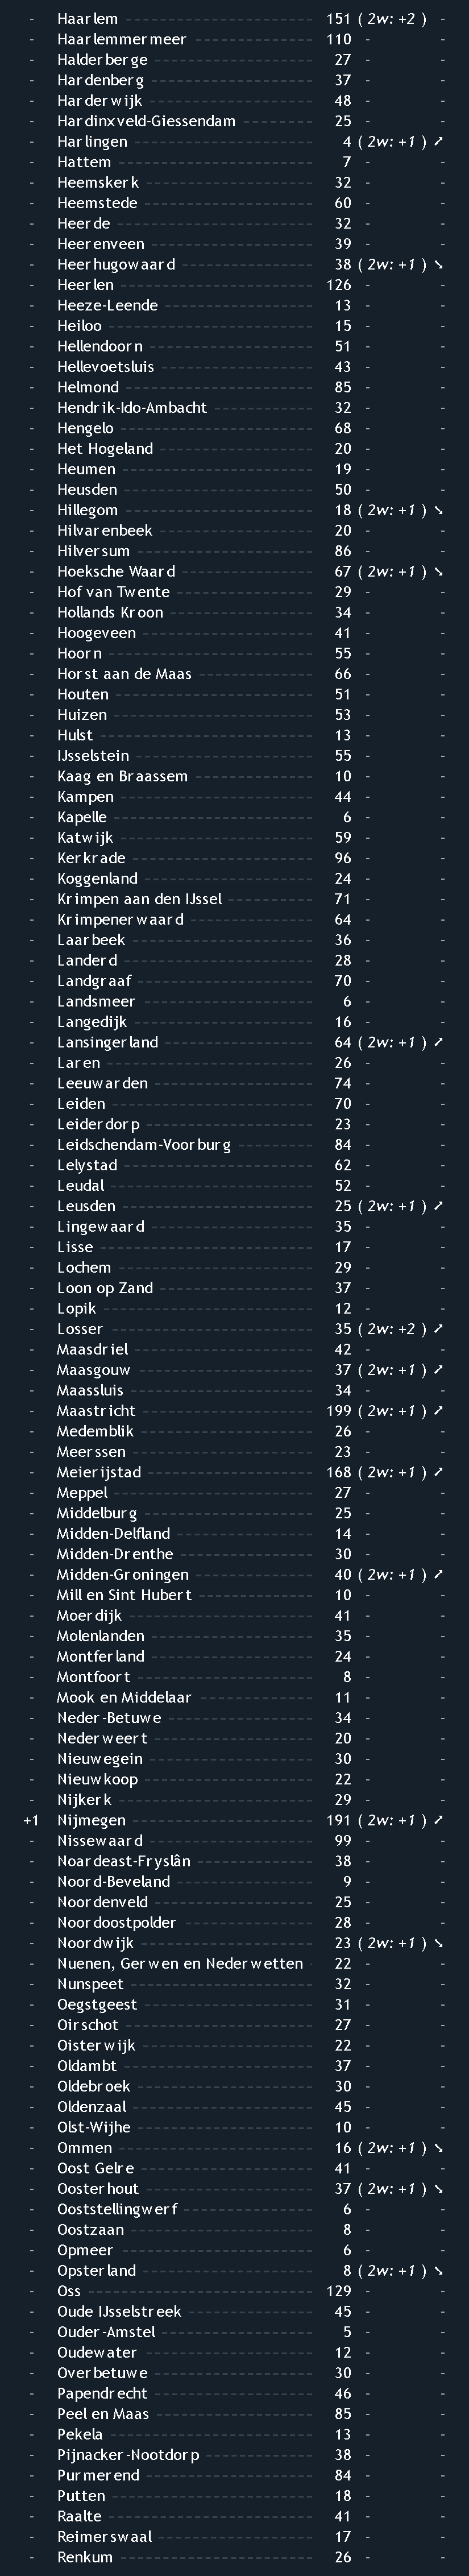 - Haarlem 151 ( 2w: +2 ) -
- Haarlemmermeer 110 - -
- Halderberge 27 - -
- Hardenberg 37 - -
- Harderwijk 48 - -
- Hardinxveld-Giessendam 25 - -
- Harlingen 4 ( 2w: +1 ) ➚
- Hattem 7 - -
- Heemskerk 32 - -
- Heemstede 60 - -
- Heerde 32 - -
- Heerenveen 39 - -
- Heerhugowaard 38 ( 2w: +1 ) ➘
- Heerlen 126 - -
- Heeze-Leende 13 - -
- Heiloo 15 - -
- Hellendoorn 51 - -
- Hellevoetsluis 43 - -
- Helmond 85 - -
- Hendrik-Ido-Ambacht 32 - -
- Hengelo 68 - -
- Het Hogeland 20 - -
- Heumen 19 - -
- Heusden 50 - -
- Hillegom 18 ( 2w: +1 ) ➘
- Hilvarenbeek 20 - -
- Hilversum 86 - -
- Hoeksche Waard 67 ( 2w: +1 ) ➘
- Hof van Twente 29 - -
- Hollands Kroon 34 - -
- Hoogeveen 41 - -
- Hoorn 55 - -
- Horst aan de Maas 66 - -
- Houten 51 - -
- Huizen 53 - -
- Hulst 13 - -
- IJsselstein 55 - -
- Kaag en Braassem 10 - -
- Kampen 44 - -
- Kapelle 6 - -
- Katwijk 59 - -
- Kerkrade 96 - -
- Koggenland 24 - -
- Krimpen aan den IJssel 71 - -
- Krimpenerwaard 64 - -
- Laarbeek 36 - -
- Landerd 28 - -
- Landgraaf 70 - -
- Landsmeer 6 - -
- Langedijk 16 - -
- Lansingerland 64 ( 2w: +1 ) ➚
- Laren 26 - -
- Leeuwarden 74 - -
- Leiden 70 - -
- Leiderdorp 23 - -
- Leidschendam-Voorburg 84 - -
- Lelystad 62 - -
- Leudal 52 - -
- Leusden 25 ( 2w: +1 ) ➚
- Lingewaard 35 - -
- Lisse 17 - -
- Lochem 29 - -
- Loon op Zand 37 - -
- Lopik 12 - -
- Losser 35 ( 2w: +2 ) ➚
- Maasdriel 42 - -
- Maasgouw 37 ( 2w: +1 ) ➚
- Maassluis 34 - -
- Maastricht 199 ( 2w: +1 ) ➚
- Medemblik 26 - -
- Meerssen 23 - -
- Meierijstad 168 ( 2w: +1 ) ➚
- Meppel 27 - -
- Middelburg 25 - -
- Midden-Delfland 14 - -
- Midden-Drenthe 30 - -
- Midden-Groningen 40 ( 2w: +1 ) ➚
- Mill en Sint Hubert 10 - -
- Moerdijk 41 - -
- Molenlanden 35 - -
- Montferland 24 - -
- Montfoort 8 - -
- Mook en Middelaar 11 - -
- Neder-Betuwe 34 - -
- Nederweert 20 - -
- Nieuwegein 30 - -
- Nieuwkoop 22 - -
- Nijkerk 29 - -
+1 Nijmegen 191 ( 2w: +1 ) ➚
- Nissewaard 99 - -
- Noardeast-Fryslân 38 - -
- Noord-Beveland 9 - -
- Noordenveld 25 - -
- Noordoostpolder 28 - -
- Noordwijk 23 ( 2w: +1 ) ➘
- Nuenen, Gerwen en Nederwetten 22 - -
- Nunspeet 32 - -
- Oegstgeest 31 - -
- Oirschot 27 - -
- Oisterwijk 22 - -
- Oldambt 37 - -
- Oldebroek 30 - -
- Oldenzaal 45 - -
- Olst-Wijhe 10 - -
- Ommen 16 ( 2w: +1 ) ➘
- Oost Gelre 41 - -
- Oosterhout 37 ( 2w: +1 ) ➘
- Ooststellingwerf 6 - -
- Oostzaan 8 - -
- Opmeer 6 - -
- Opsterland 8 ( 2w: +1 ) ➘
- Oss 129 - -
- Oude IJsselstreek 45 - -
- Ouder-Amstel 5 - -
- Oudewater 12 - -
- Overbetuwe 30 - -
- Papendrecht 46 - -
- Peel en Maas 85 - -
- Pekela 13 - -
- Pijnacker-Nootdorp 38 - -
- Purmerend 84 - -
- Putten 18 - -
- Raalte 41 - -
- Reimerswaal 17 - -
- Renkum 26 - -